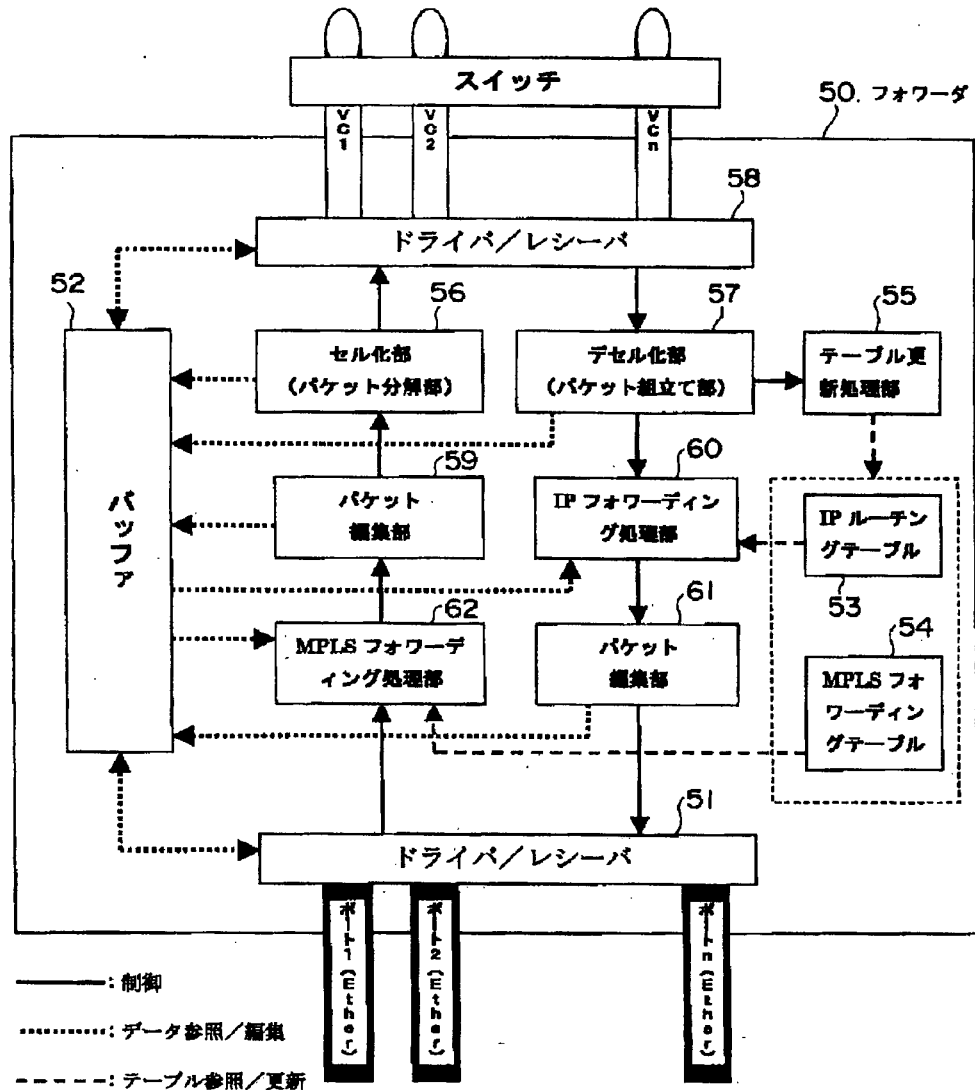 スイッチ
VC1
VC2
VCn
50, フォワーダ
58
ドライバ/レシーバ
52
56
57
55
セル化部
(パケット分解部)
デセル化部
(パケット組立て部)
テーブル更
新処理部
59
60
バッファ
パケット
編集部
IP フォワーディン
グ処理部
IP ルーチン
グテーブル
53
62
61
54
MPLS フォワーデ
ィング処理部
パケット
編集部
MPLS フォ
ワーディン
グテーブル
51
ドライバ/レシーバ
ポート1(Ether)
ポート2(Ether)
ポートn(Ether)
:制御
:データ参照/編集
:テーブル参照/更新